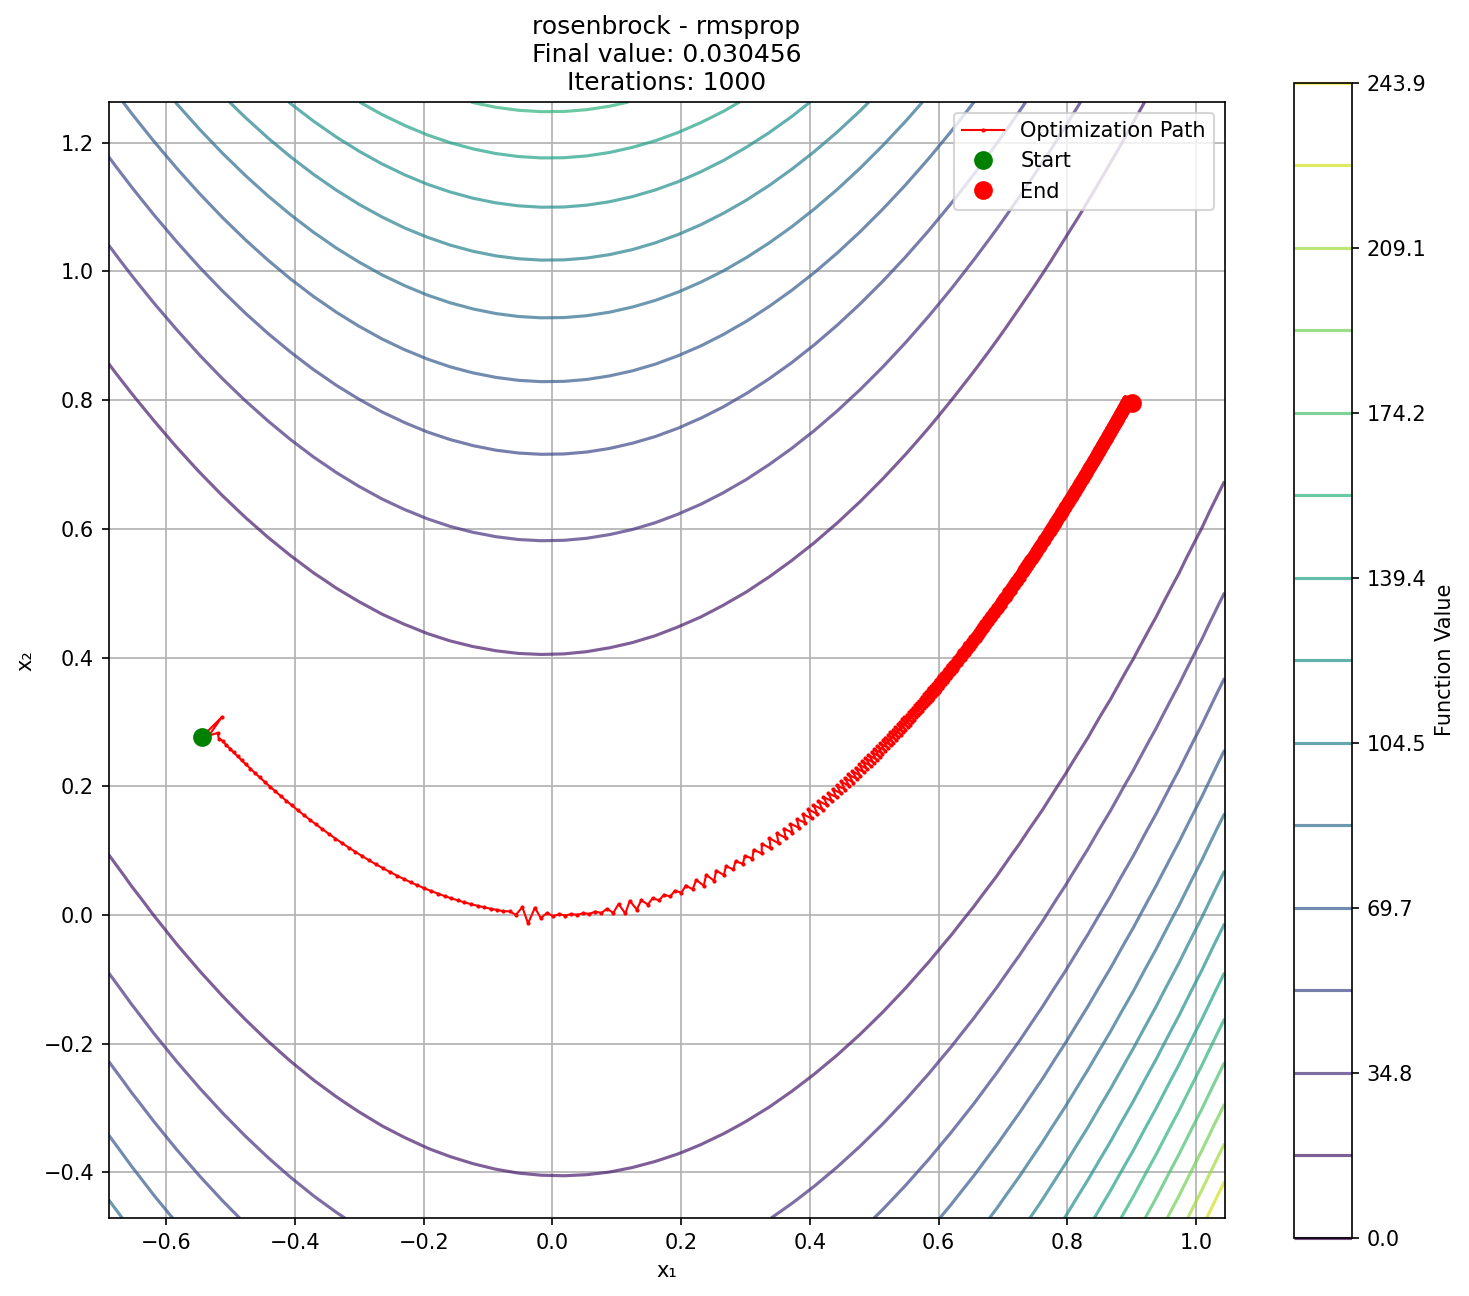 rosenbrock - rmsprop
Final value: 0.030456
Iterations: 1000
Optimization Path
Start
End
1.2
1.0
0.8
0.6
0.4
0.2
0.0
−0.2
−0.4
x₂
−0.6
−0.4
−0.2
0.0
0.2
0.4
0.6
0.8
1.0
x₁
243.9
209.1
174.2
139.4
104.5
69.7
34.8
0.0
Function Value